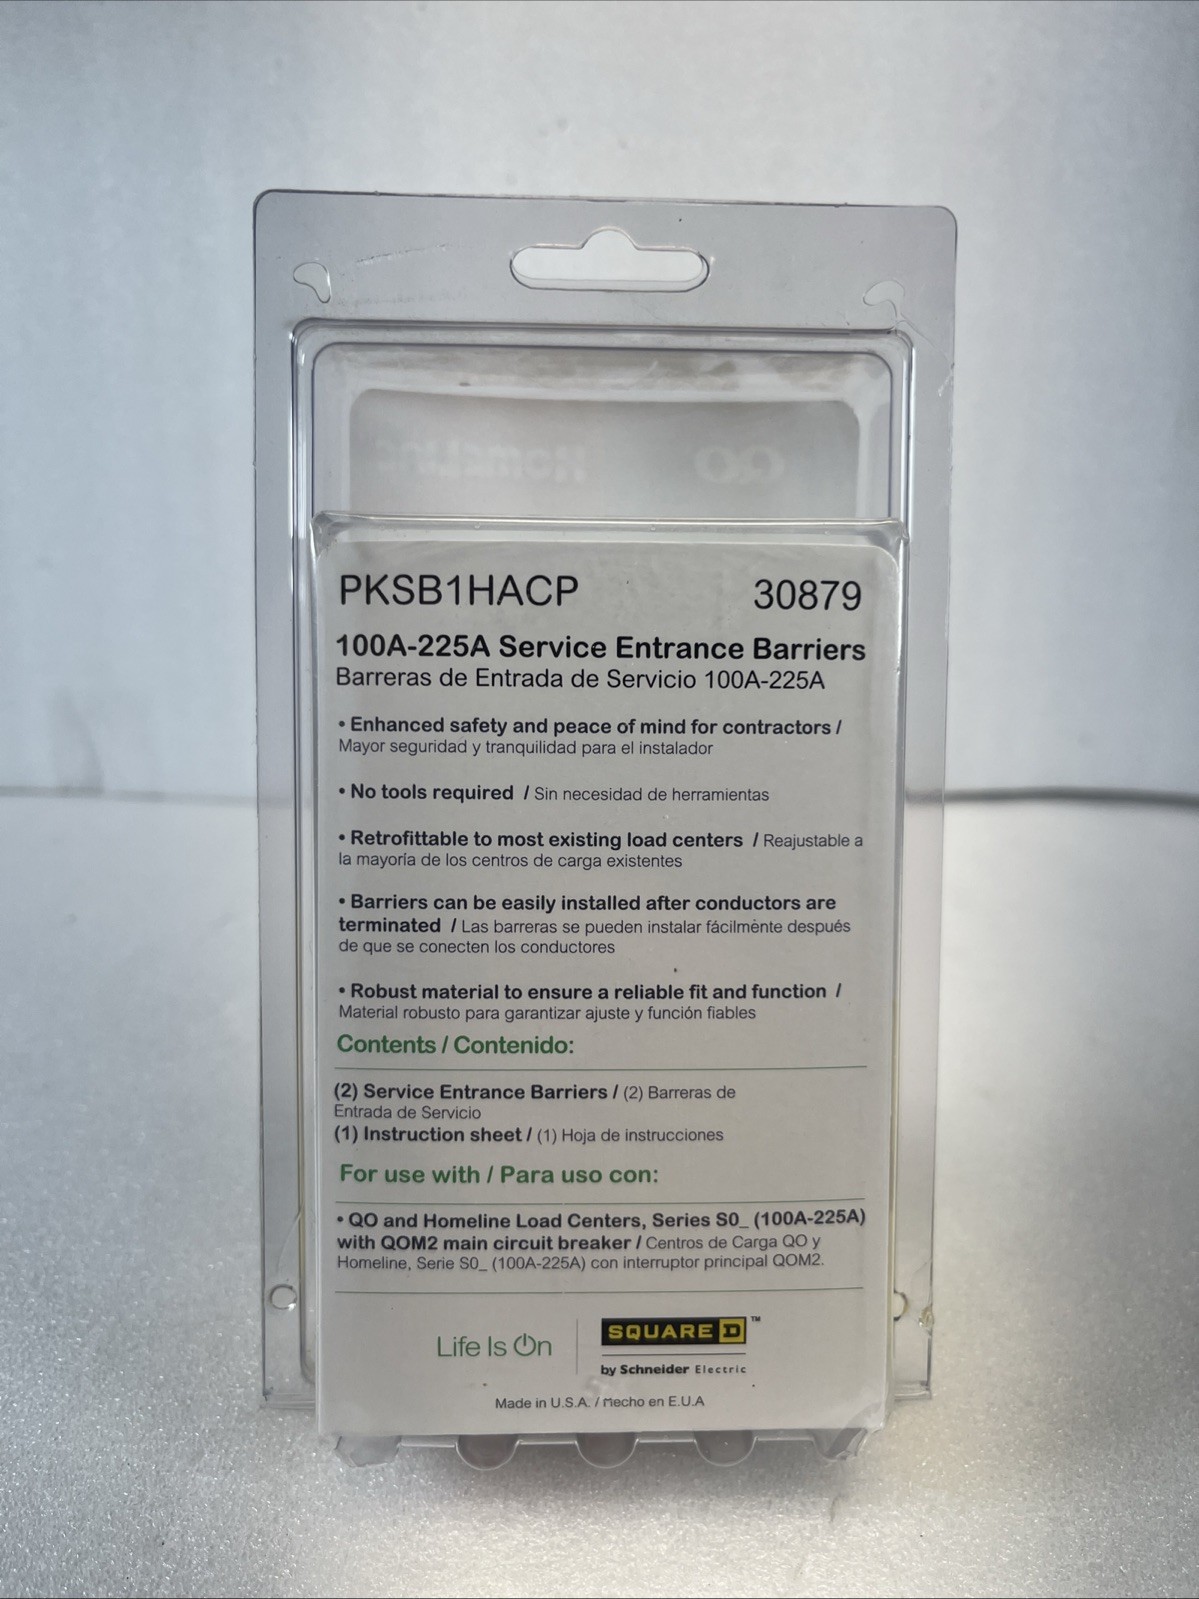 HOMELINE QO
PKSB1HACP 30879
100A-225A Service Entrance Barriers
Barreras de Entrada de Servicio 100A-225A
• Enhanced safety and peace of mind for contractors /
Mayor seguridad y tranquilidad para el instalador
• No tools required / Sin necesidad de herramientas
• Retrofittable to most existing load centers / Reajustable a
la mayoría de los centros de carga existentes
• Barriers can be easily installed after conductors are
terminated / Las barreras se pueden instalar fácilmente después
de que se conecten los conductores
• Robust material to ensure a reliable fit and function /
Material robusto para garantizar ajuste y función fiables
Contents / Contenido:
(2) Service Entrance Barriers / (2) Barreras de
Entrada de Servicio
(1) Instruction sheet / (1) Hoja de instrucciones
For use with / Para uso con:
• QO and Homeline Load Centers, Series S0_ (100A-225A)
with QOM2 main circuit breaker / Centros de Carga QO y
Homeline, Serie S0_ (100A-225A) con interruptor principal QOM2.
Life Is On
SQUARE D™
by Schneider Electric
Made in U.S.A. / Hecho en E.U.A